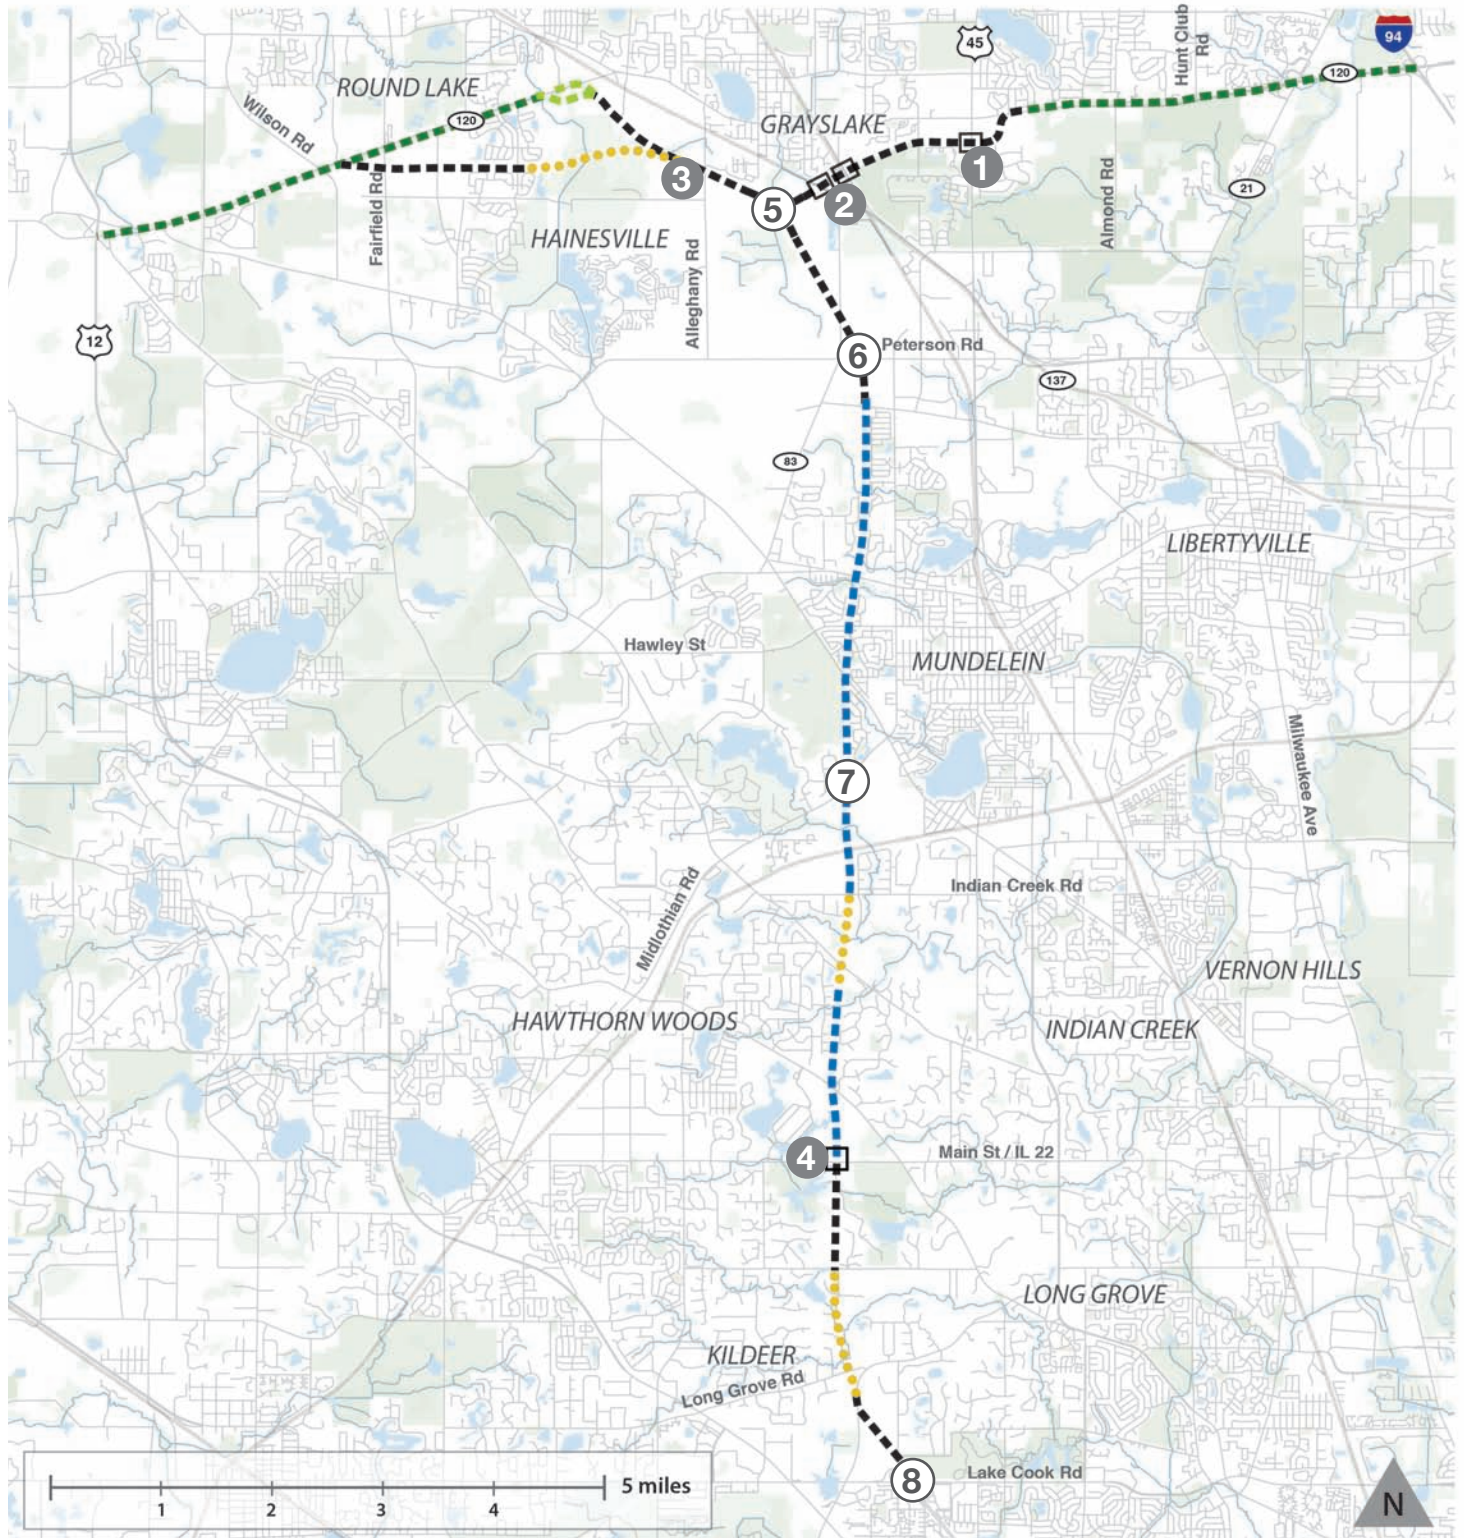 45
94
Hunt Club
Rd
120
ROUND LAKE
Wilson Rd
120
GRAYSLAKE
1
3
2
5
21
Fairfield Rd
HAINESVILLE
Alleghany Rd
Almond Rd
12
6
Peterson Rd
137
83
LIBERTYVILLE
Hawley St
MUNDELEIN
Milwaukee Ave
7
Indian Creek Rd
Midlothian Rd
VERNON HILLS
HAWTHORN WOODS
INDIAN CREEK
4
Main St / IL 22
LONG GROVE
KILDEER
Long Grove Rd
8
Lake Cook Rd
5 miles
1
2
3
4
N